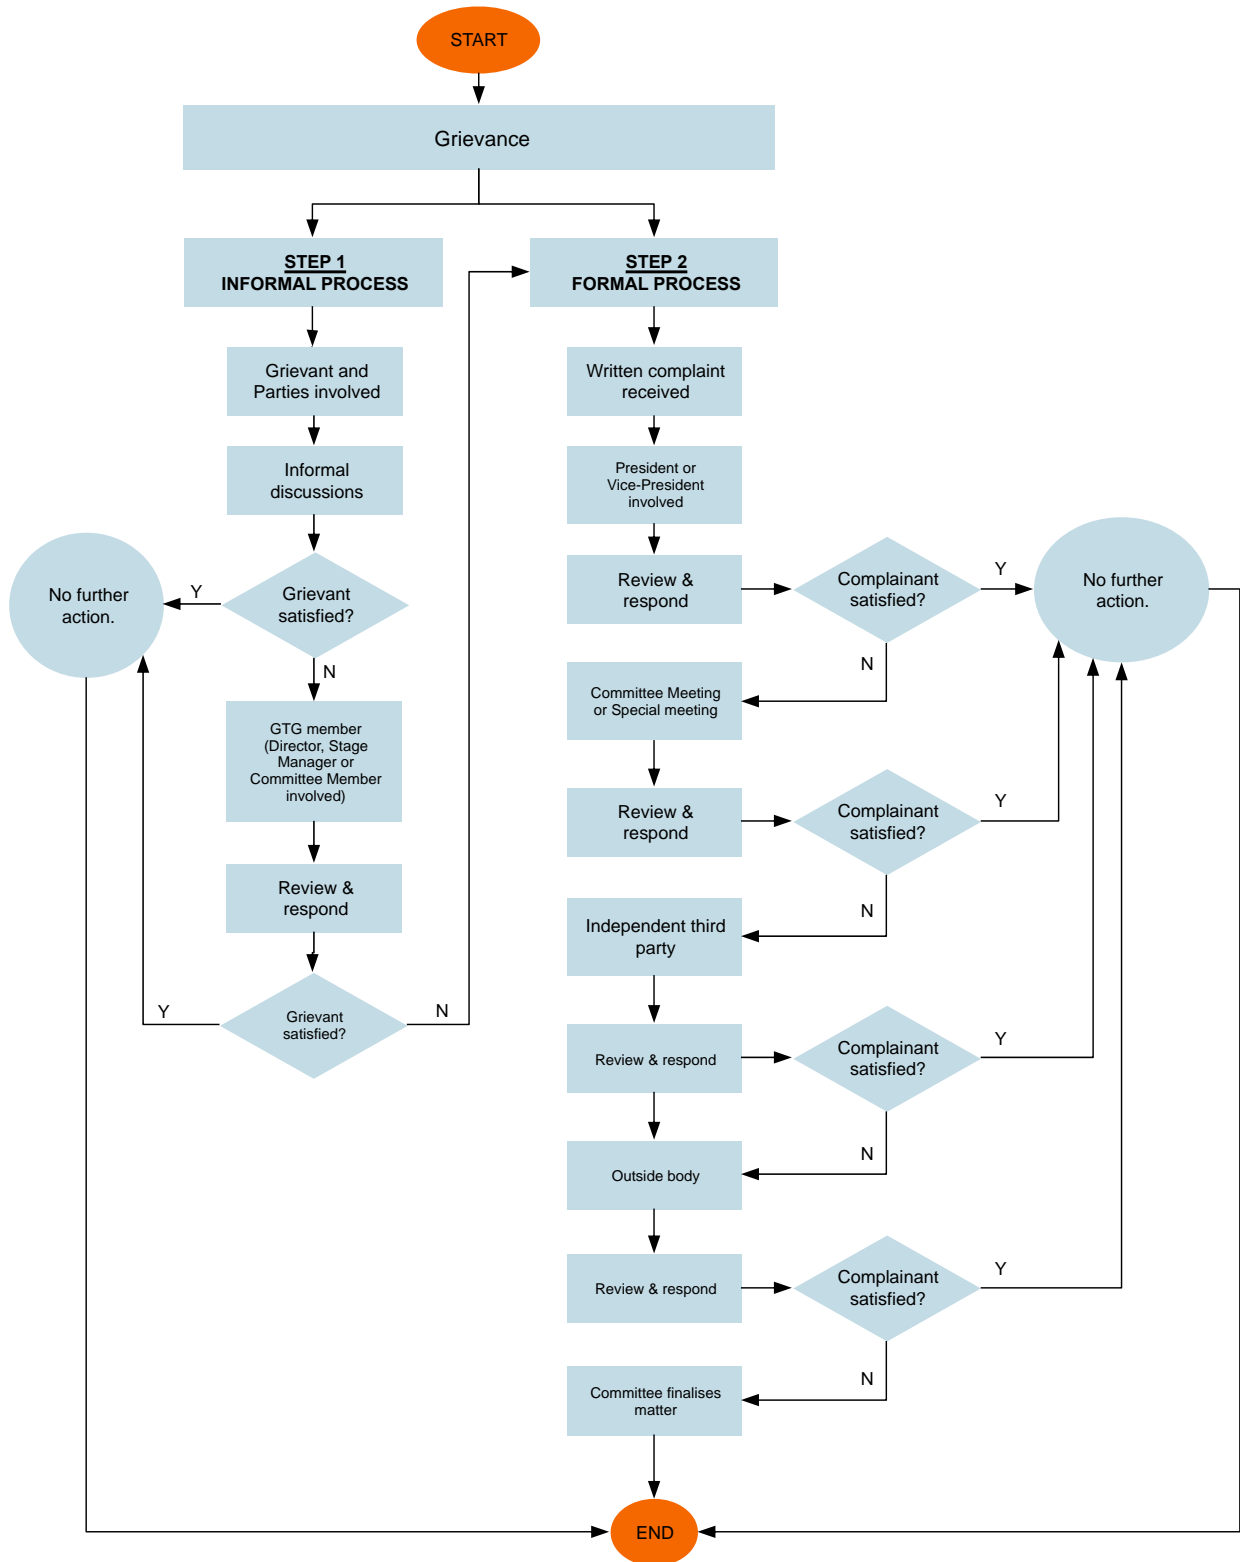 START
Grievance
STEP 1
INFORMAL PROCESS
Grievant and
Parties involved
Informal
discussions
Grievant
satisfied?
Y
No further
action.
N
GTG member
(Director, Stage
Manager or
Committee Member
involved)
Review &
respond
Grievant
satisfied?
Y
N
STEP 2
FORMAL PROCESS
Written complaint
received
President or
Vice-President
involved
Review &
respond
Complainant
satisfied?
Y
No further
action.
N
Committee Meeting
or Special meeting
Review &
respond
Complainant
satisfied?
Y
N
Independent third
party
Review & respond
Complainant
satisfied?
Y
N
Outside body
Review & respond
Complainant
satisfied?
Y
N
Committee finalises
matter
END